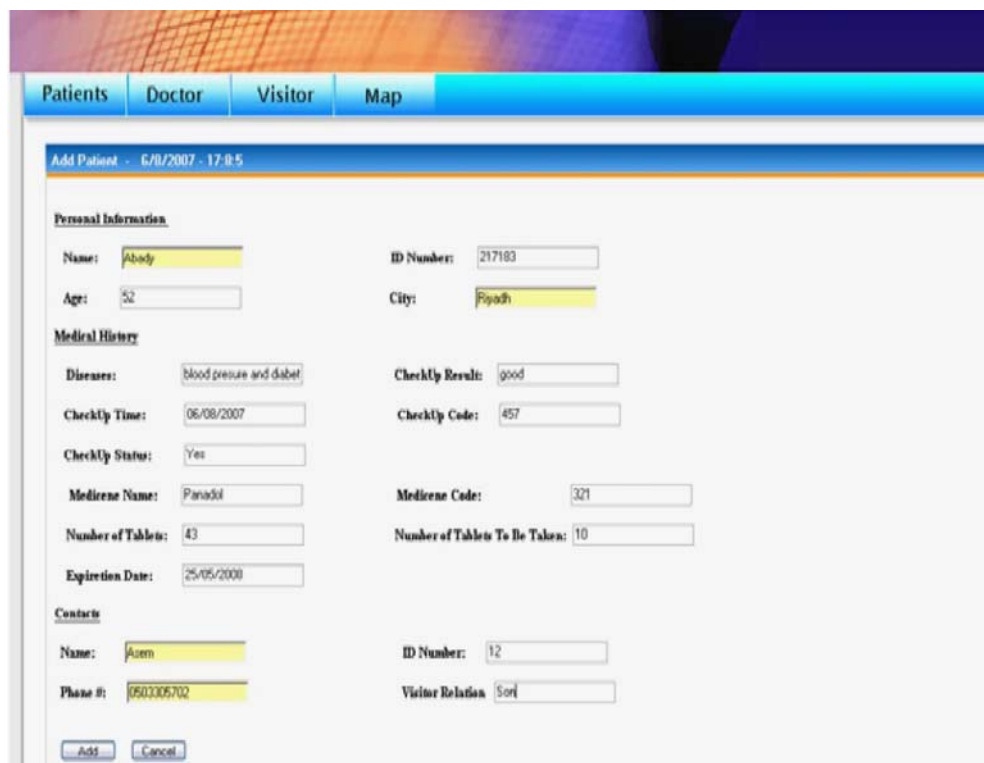 Patients Doctor Visitor Map
Add Patient - 6/8/2007 - 17:8:5
Personal Information
Name: Abady ID Number: 217183
Age: 52 City: Riyadh
Medical History
Diseases: blood presure and diabet CheckUp Result: good
CheckUp Time: 06/08/2007 CheckUp Code: 457
CheckUp Status: Yes
Medicene Name: Panadol Medicene Code: 321
Number of Tablets: 43 Number of Tablets To Be Taken: 10
Expiretion Date: 25/05/2008
Contacts
Name: Asem ID Number: 12
Phone #: 0503305702 Visitor Relation Son
Add Cancel